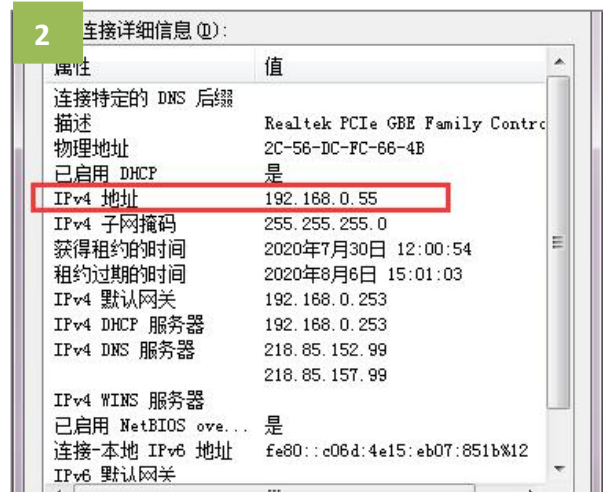 2
连接详细信息(D):
属性 值
连接特定的 DNS 后缀
描述 Realtek PCIe GBE Family Contro
物理地址 2C-56-DC-FC-66-4B
已启用 DHCP 是
IPv4 地址 192.168.0.55
IPv4 子网掩码 255.255.255.0
获得租约的时间 2020年7月30日 12:00:54
租约过期的时间 2020年8月6日 15:01:03
IPv4 默认网关 192.168.0.253
IPv4 DHCP 服务器 192.168.0.253
IPv4 DNS 服务器 218.85.152.99
218.85.157.99
IPv4 WINS 服务器
已启用 NetBIOS ove... 是
连接-本地 IPv6 地址 fe80::c06d:4e15:eb07:851b%12
IPv6 默认网关